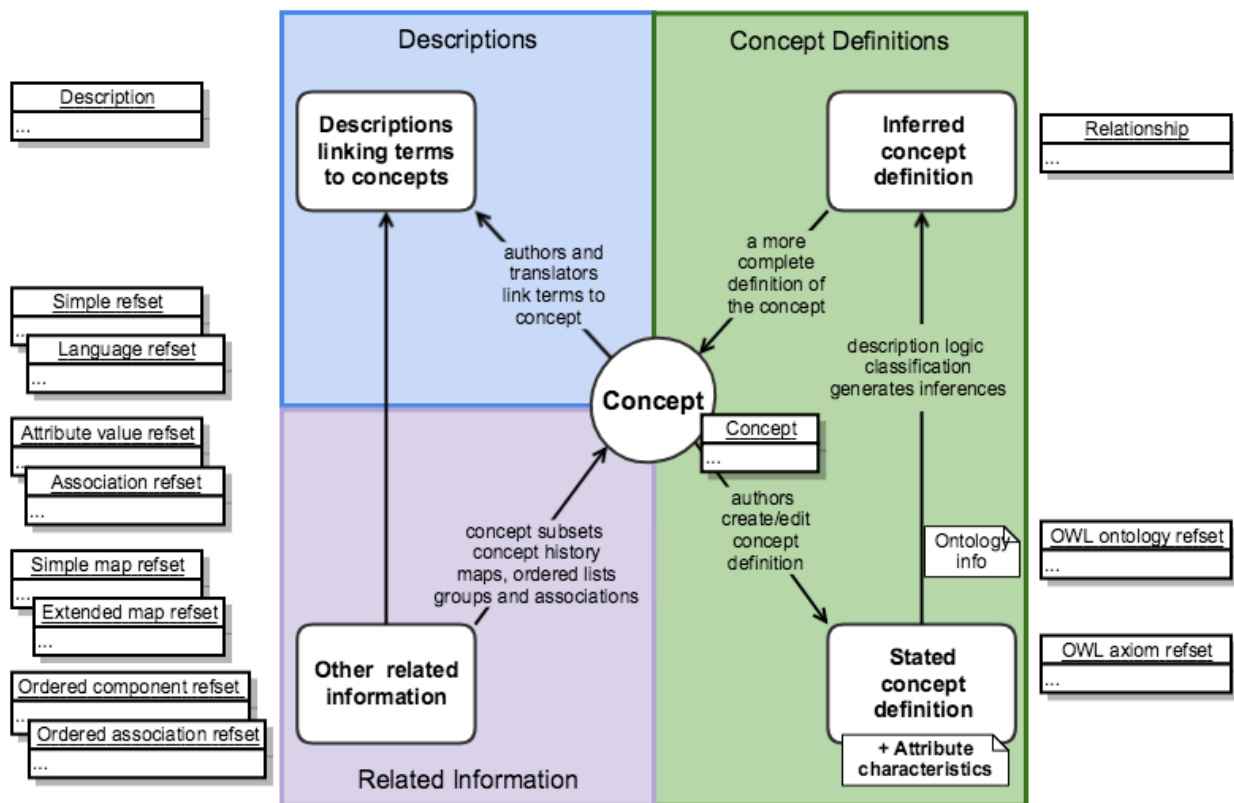 Descriptions
Concept Definitions
Description
...
Descriptions
linking terms
to concepts
Inferred
concept
definition
Relationship
...
authors and
translators
link terms to
concept
a more
complete
definition of
the concept
Simple refset
...
Language refset
...
description logic
classification
generates inferences
Concept
Concept
...
Attribute value refset
...
Association refset
...
concept subsets
concept history
maps, ordered lists
groups and associations
authors
create/edit
concept
definition
Ontology
info
OWL ontology refset
...
Simple map refset
...
Extended map refset
...
Other related
information
Stated
concept
definition
OWL axiom refset
...
Ordered component refset
...
Ordered association refset
...
+ Attribute
characteristics
Related Information